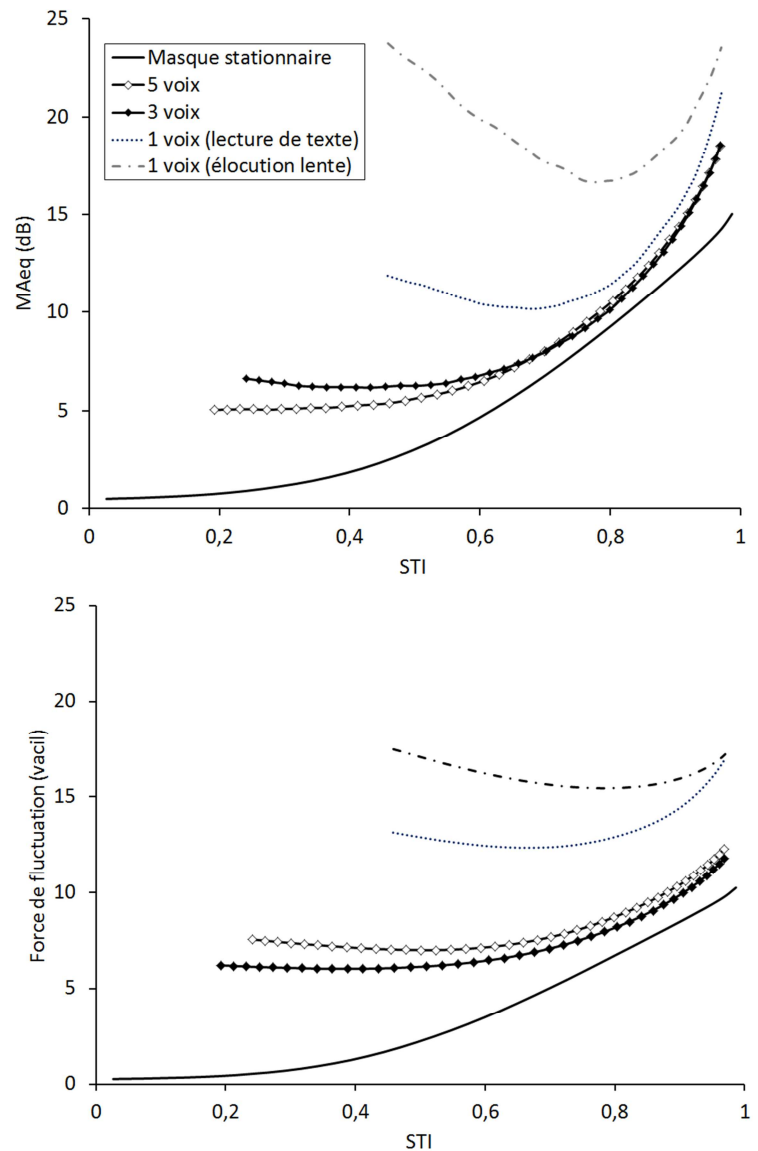 25
20
15
10
5
0
MAeq (dB)
Masque stationnaire
5 voix
3 voix
1 voix (lecture de texte)
1 voix (élocution lente)
0 0,2 0,4 0,6 0,8 1
STI
25
20
15
10
5
0
Force de fluctuation (vacil)
0 0,2 0,4 0,6 0,8 1
STI